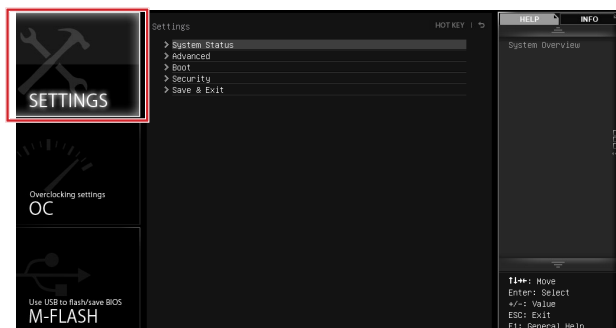 SETTINGS
Overclocking settings
OC
Use USB to flash/save BIOS
M-FLASH
Settings
HOT KEY |
> System Status
> Advanced
> Boot
> Security
> Save & Exit
HELP
INFO
System Overview
↑↓→←: Move
Enter: Select
+/-: Value
ESC: Exit
F1: General Help